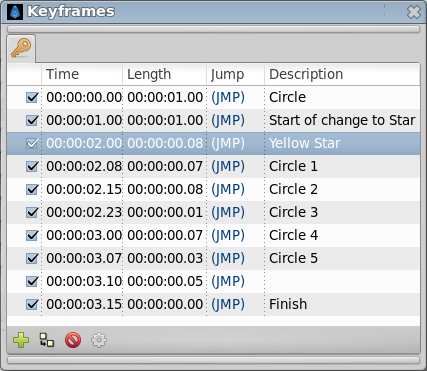 Keyframes
Time Length Jump Description
00:00:00.00 00:00:01.00 (JMP) Circle
00:00:01.00 00:00:01.00 (JMP) Start of change to Star
00:00:02.00 00:00:00.08 (JMP) Yellow Star
00:00:02.08 00:00:00.07 (JMP) Circle 1
00:00:02.15 00:00:00.08 (JMP) Circle 2
00:00:02.23 00:00:00.01 (JMP) Circle 3
00:00:03.00 00:00:00.07 (JMP) Circle 4
00:00:03.07 00:00:00.03 (JMP) Circle 5
00:00:03.10 00:00:00.05 (JMP)
00:00:03.15 00:00:00.00 (JMP) Finish